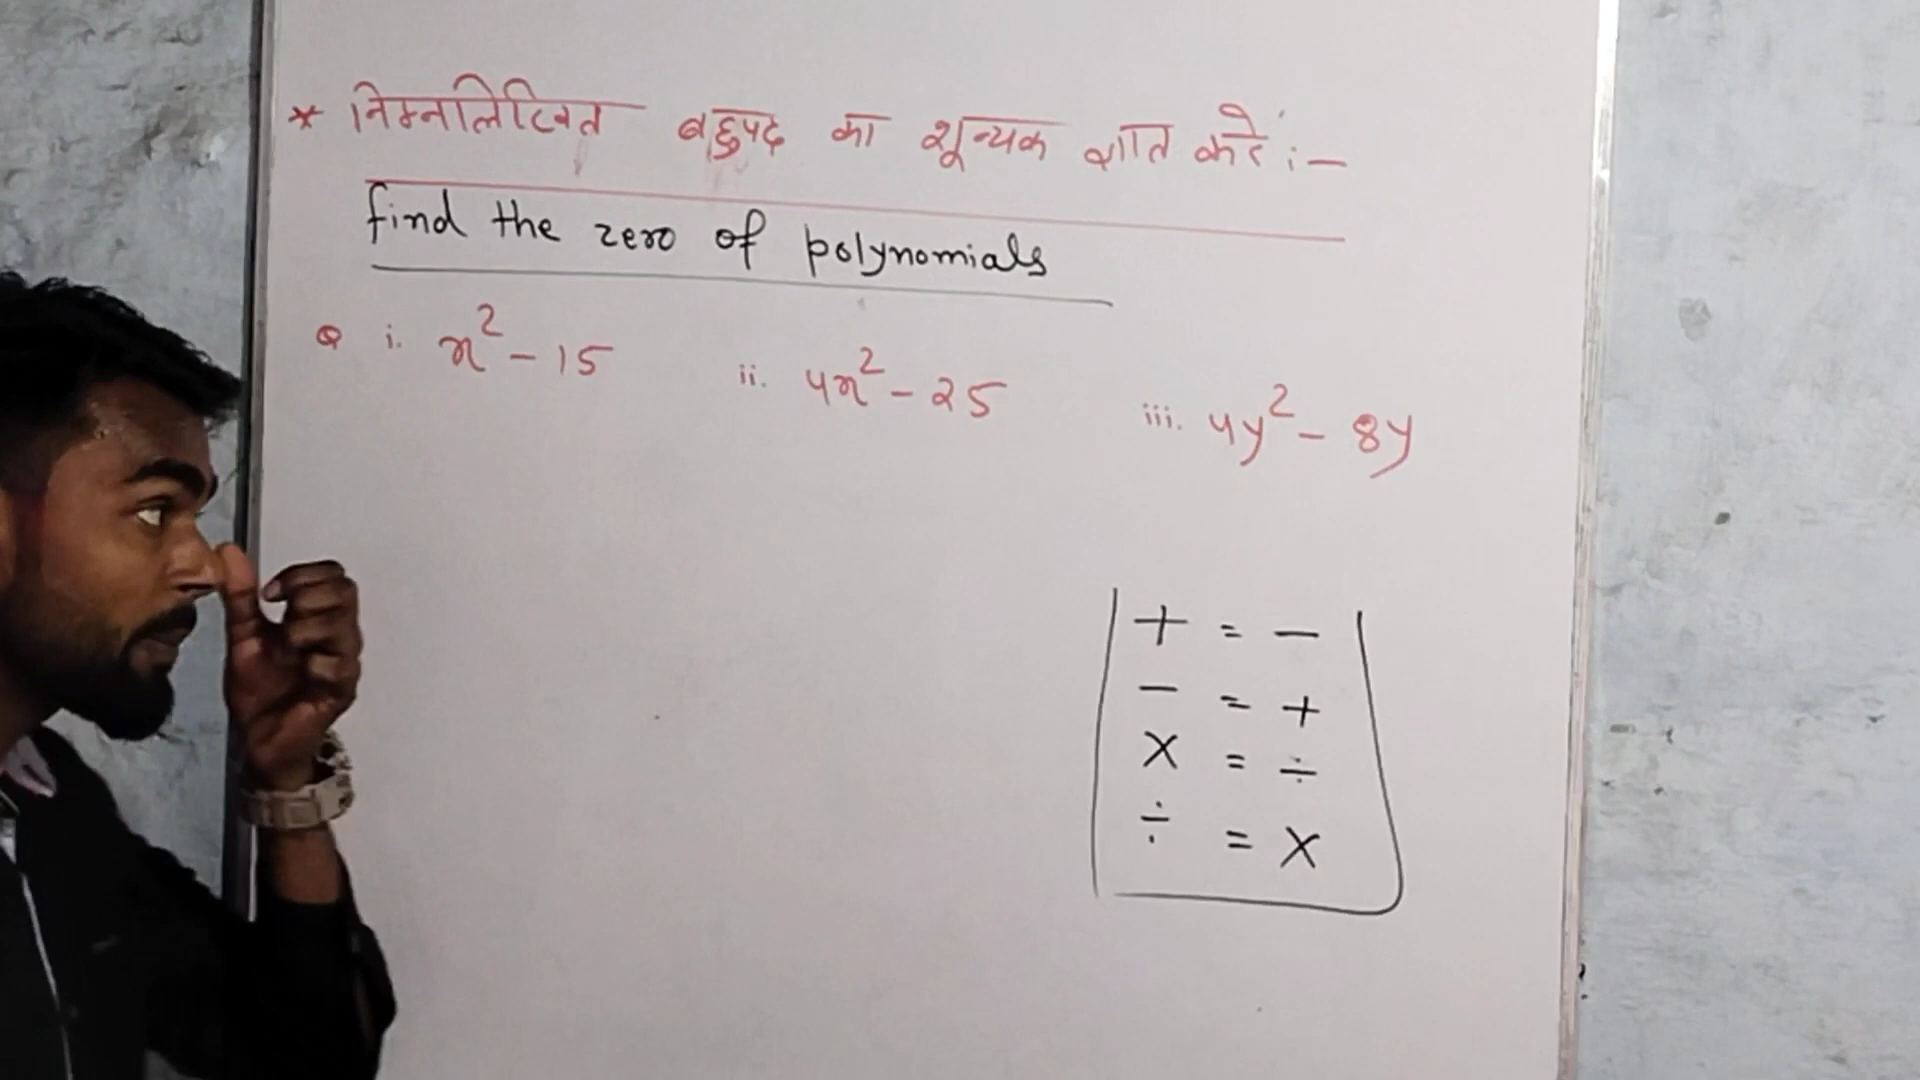 * निम्नलिखित बहुपद का शून्यक ज्ञात करें :-
find the zero of polynomials
Q i. x² - 15 ii. 4x² - 25 iii. 4y² - 8y
+ = -
- = +
× = ÷
÷ = ×